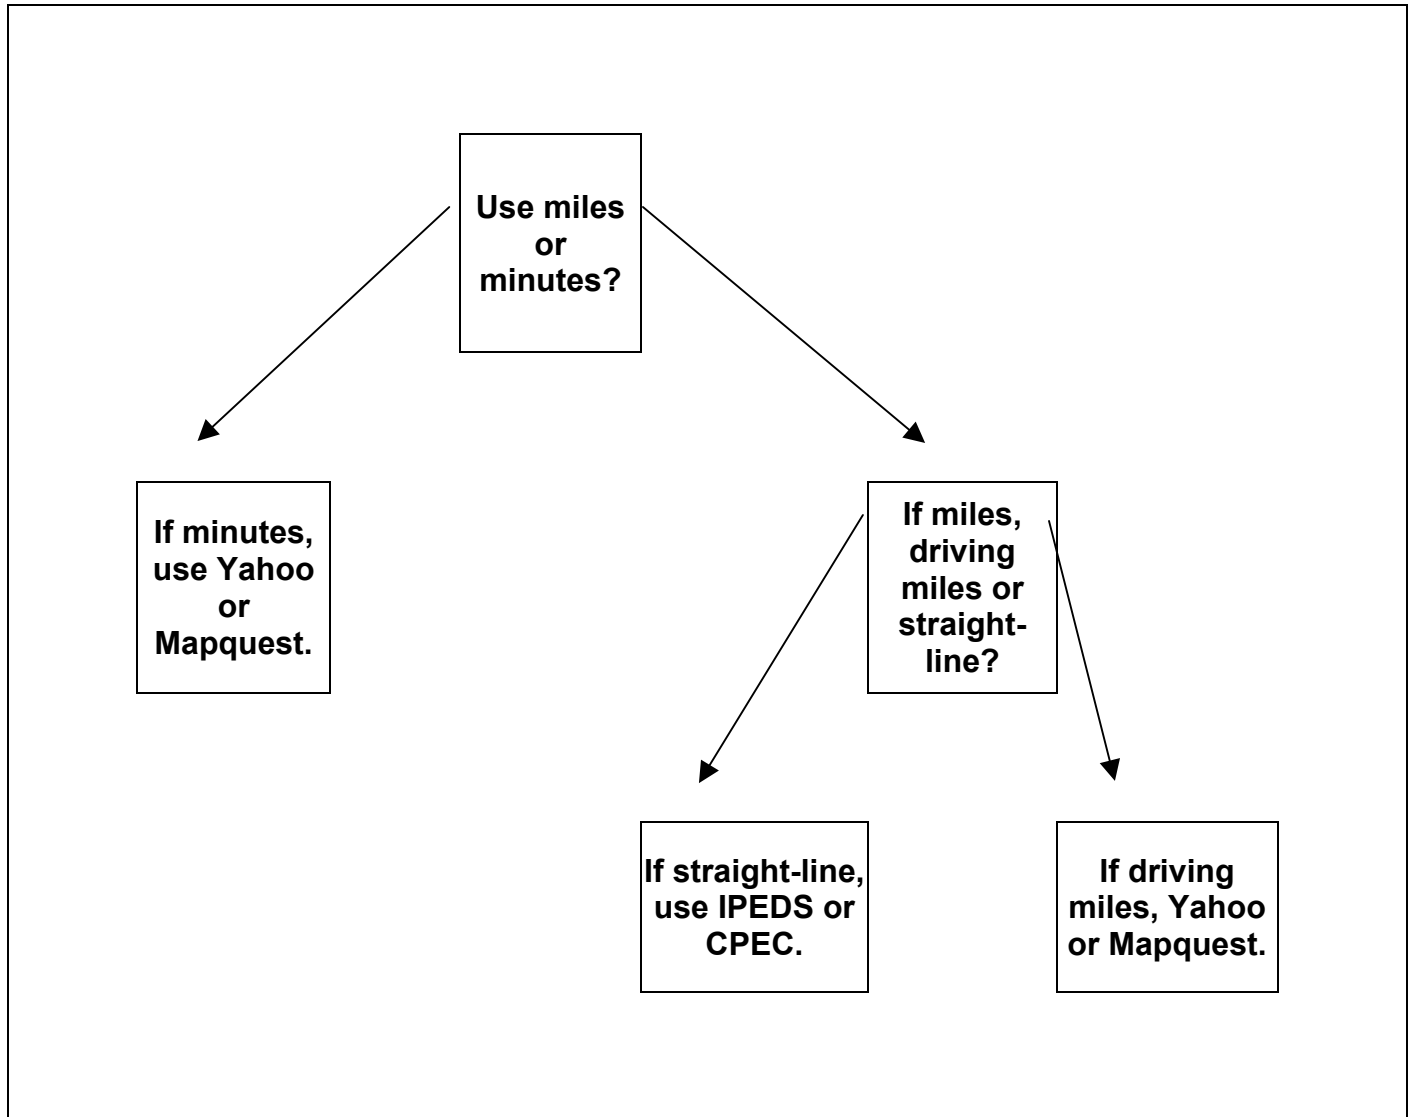 Use miles
or
minutes?
If minutes,
use Yahoo
or
Mapquest.
If miles,
driving
miles or
straight-
line?
If straight-line,
use IPEDS or
CPEC.
If driving
miles, Yahoo
or Mapquest.